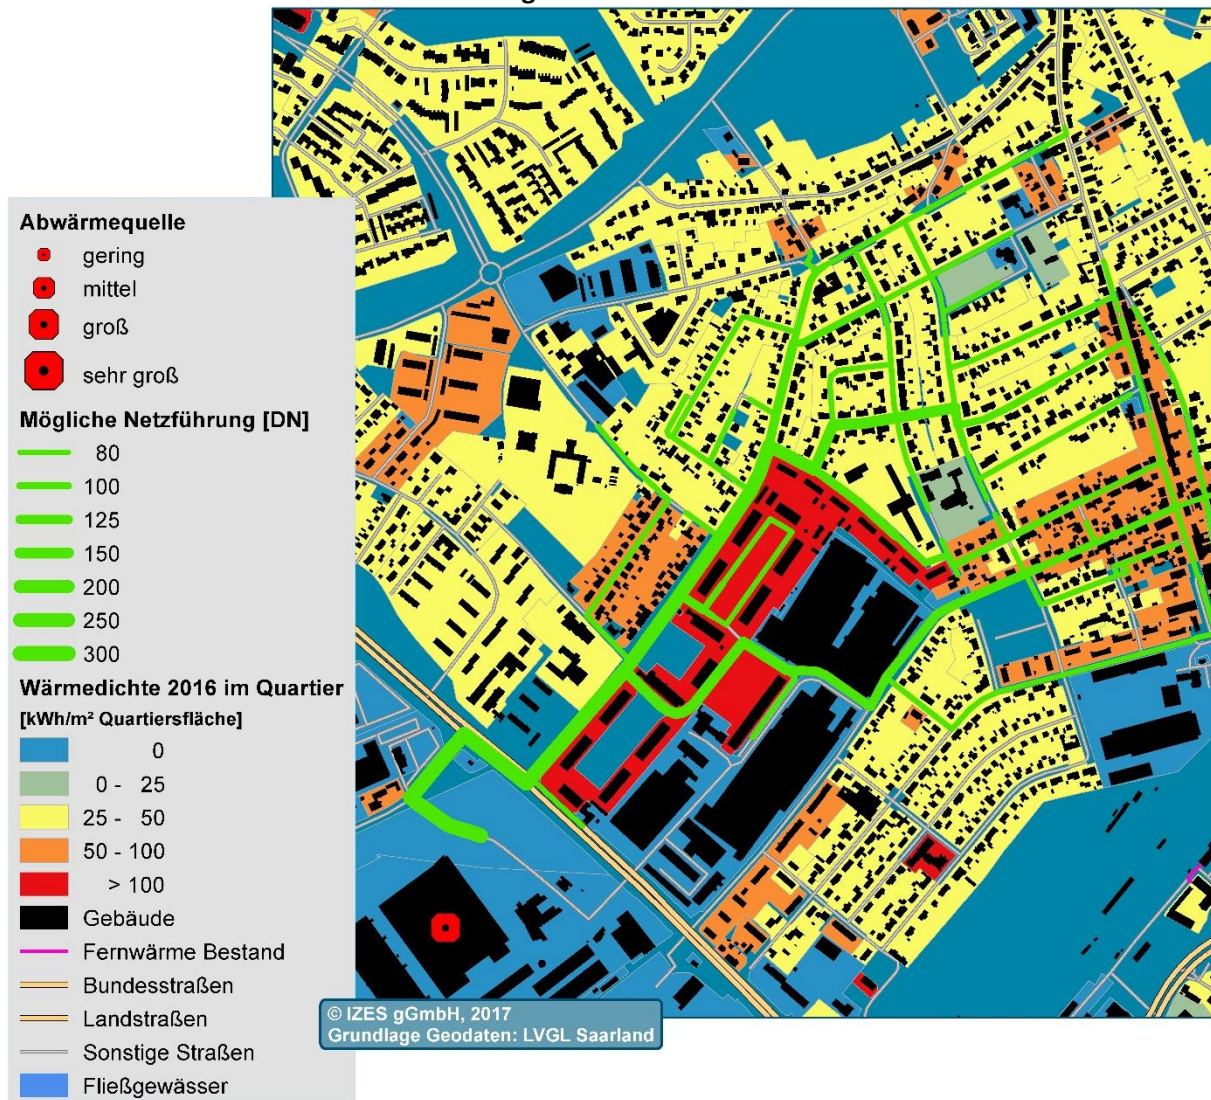 Abwärmequelle
gering
mittel
groß
sehr groß
Mögliche Netzführung [DN]
80
100
125
150
200
250
300
Wärmedichte 2016 im Quartier
[kWh/m² Quartiersfläche]
0
0 - 25
25 - 50
50 - 100
> 100
Gebäude
Fernwärme Bestand
Bundesstraßen
Landstraßen
Sonstige Straßen
Fließgewässer
© IZES gGmbH, 2017
Grundlage Geodaten: LVGL Saarland